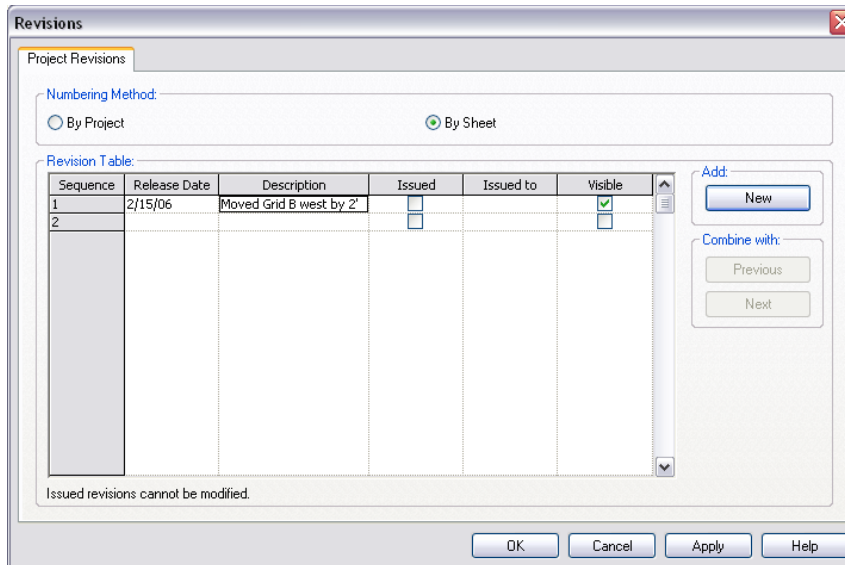 Revisions
Project Revisions
Numbering Method:
By Project
By Sheet
Revision Table:
Sequence Release Date Description Issued Issued to Visible
1 2/15/06 Moved Grid B west by 2'
2
Add:
New
Combine with:
Previous
Next
Issued revisions cannot be modified.
OK Cancel Apply Help